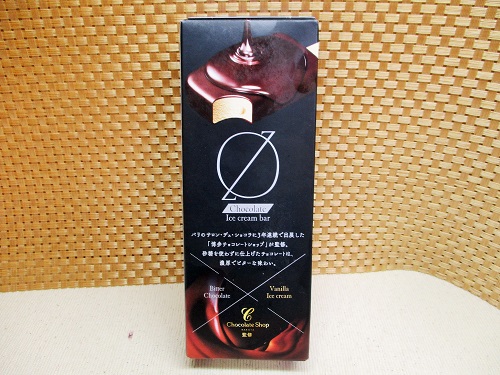 Ø
Chocolate
Ice cream bar
パリのサロン・デュ・ショコラに3年連続で出展した
「博多チョコレートショップ」が監修。
砂糖を使わずに仕上げたチョコレートは、
濃厚でビターな味わい。
Bitter
Chocolate
Vanilla
Ice cream
Chocolate Shop
監修